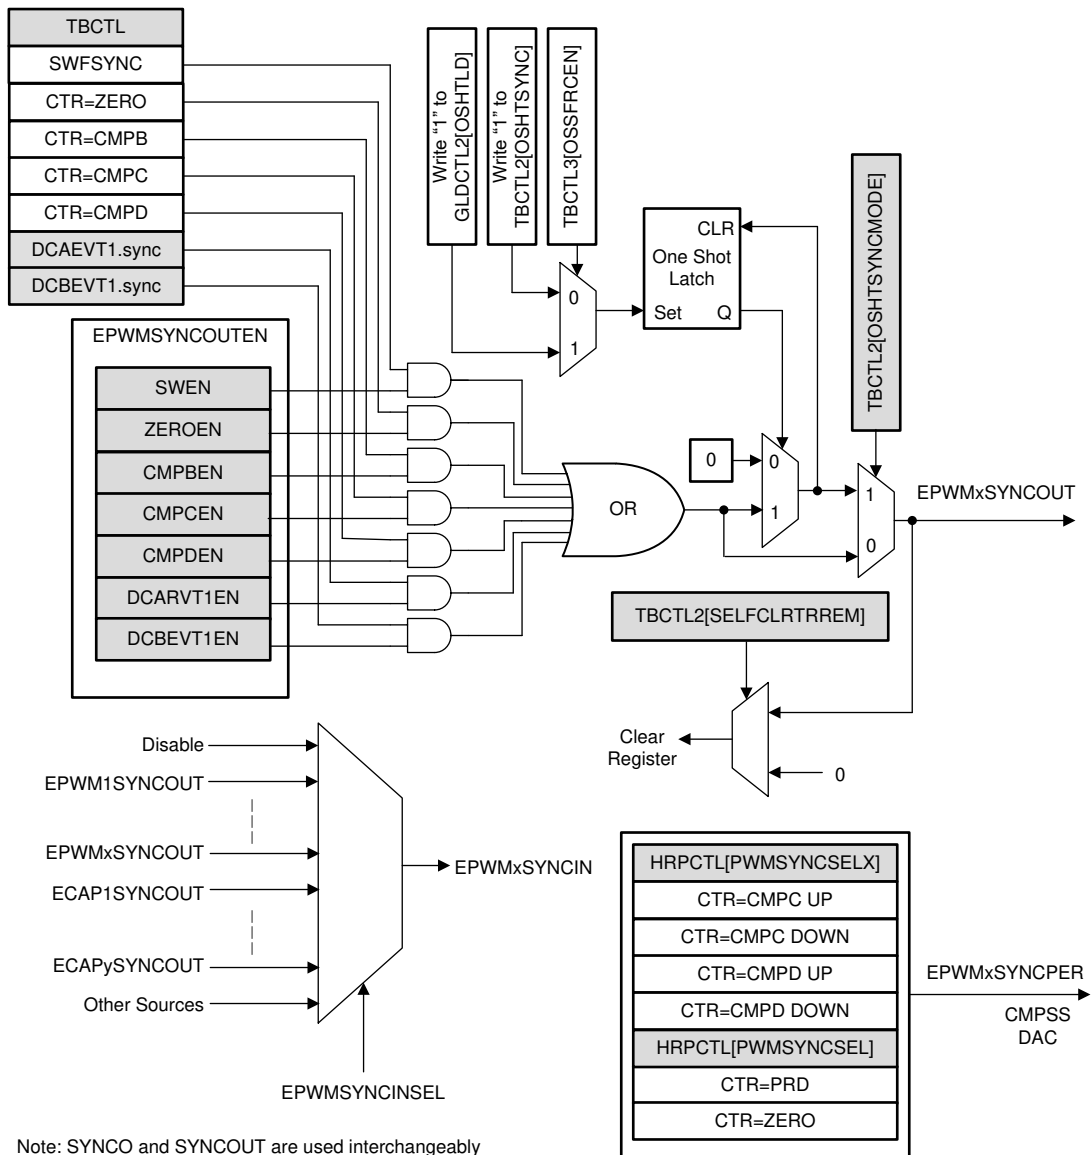 TBCTL
SWFSYNC
CTR=ZERO
CTR=CMPB
CTR=CMPC
CTR=CMPD
DCAEVT1.sync
DCBEVT1.sync
EPWMSYNCOUTEN
SWEN
ZEROEN
CMPBEN
CMPCEN
CMPDEN
DCARVT1EN
DCBEVT1EN
Write “1” to
GLDCTL2[OSHTLD]
Write “1” to
TBCTL2[OSHTSYNC]
TBCTL3[OSSFRCEN]
0
1
CLR
One Shot
Latch
Set Q
TBCTL2[OSHTSYNCMODE]
OR
0
0
1
1
0
EPWMxSYNCOUT
TBCTL2[SELFCLRTRREM]
Clear
Register
0
Disable
EPWM1SYNCOUT
EPWMxSYNCOUT
ECAP1SYNCOUT
ECAPySYNCOUT
Other Sources
EPWMxSYNCIN
EPWMSYNCINSEL
HRPCTL[PWMSYNCSELX]
CTR=CMPC UP
CTR=CMPC DOWN
CTR=CMPD UP
CTR=CMPD DOWN
HRPCTL[PWMSYNCSEL]
CTR=PRD
CTR=ZERO
EPWMxSYNCPER
CMPSS
DAC
Note: SYNCO and SYNCOUT are used interchangeably